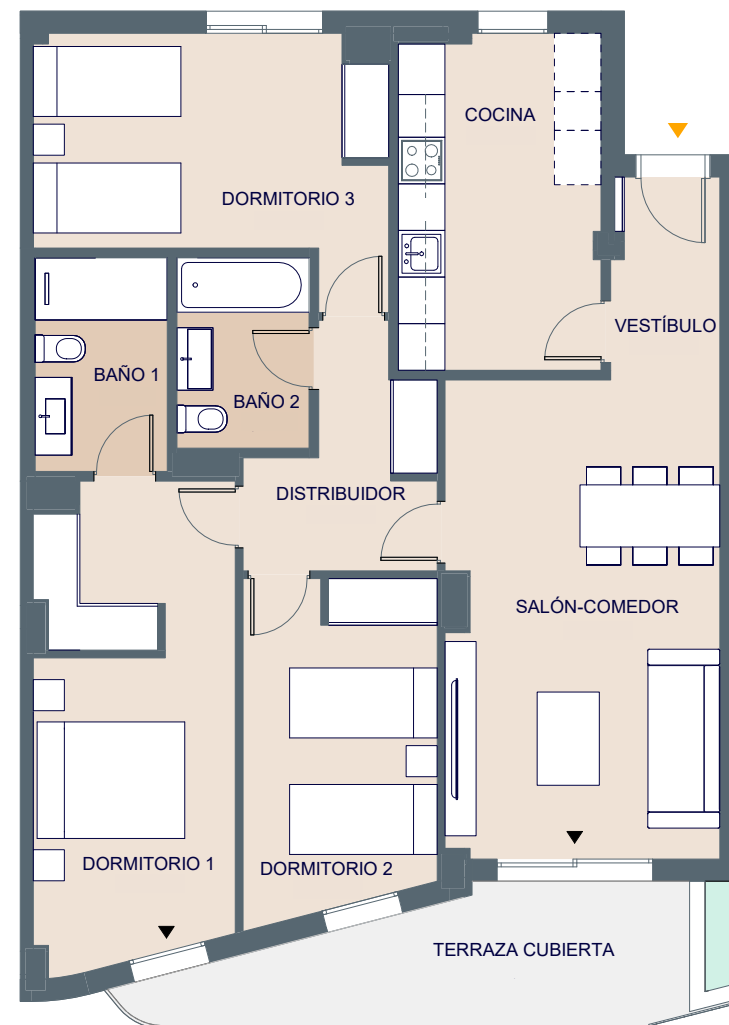 COCINA
DORMITORIO 3
VESTÍBULO
BAÑO 1
BAÑO 2
DISTRIBUIDOR
SALÓN-COMEDOR
DORMITORIO 1
DORMITORIO 2
TERRAZA CUBIERTA